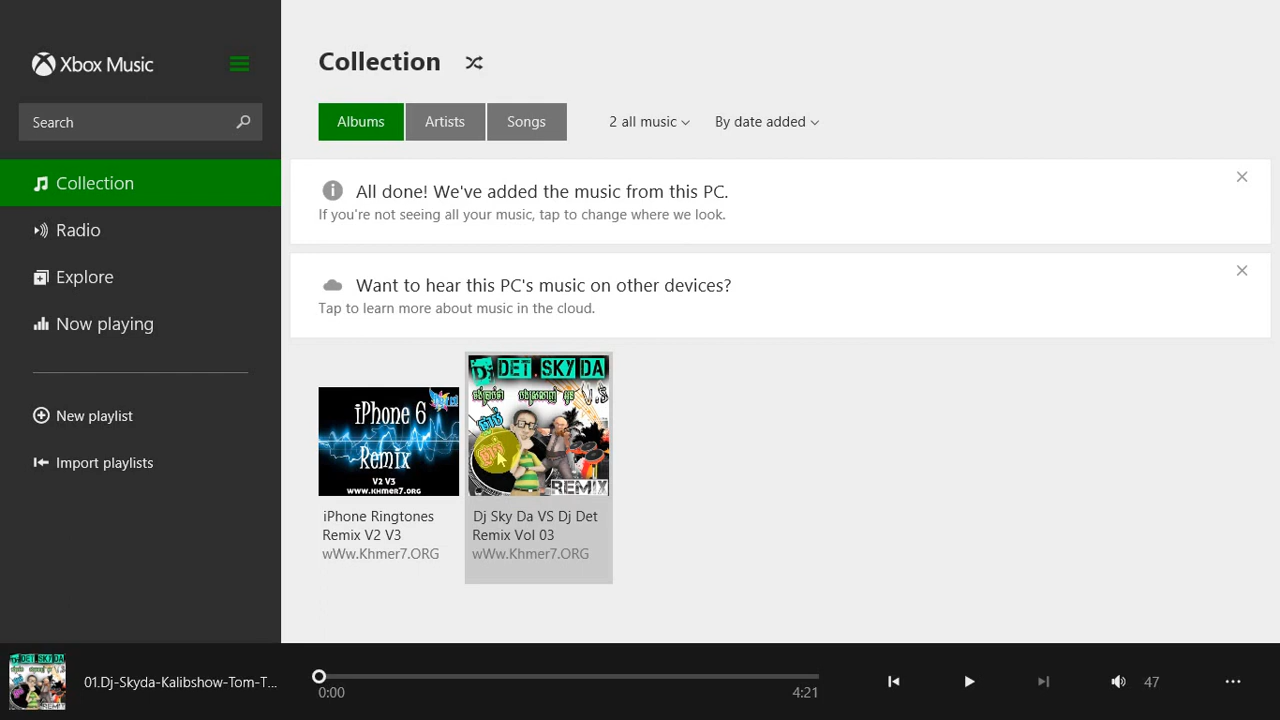 Xbox Music
Search
Collection
Radio
Explore
Now playing
New playlist
Import playlists
Collection
Albums
Artists
Songs
2 all music
By date added
All done! We've added the music from this PC.
If you're not seeing all your music, tap to change where we look.
Want to hear this PC's music on other devices?
Tap to learn more about music in the cloud.
iPhone 6
Remix
V2 V3
www.Khmer7.ORG
iPhone Ringtones
Remix V2 V3
wWw.Khmer7.ORG
Dj DET.SKY DA
V.S
REMIX
Dj Sky Da VS Dj Det
Remix Vol 03
wWw.Khmer7.ORG
DET SKY DA
REMIX
01.Dj-Skyda-Kalibshow-Tom-T...
0:00
4:21
47